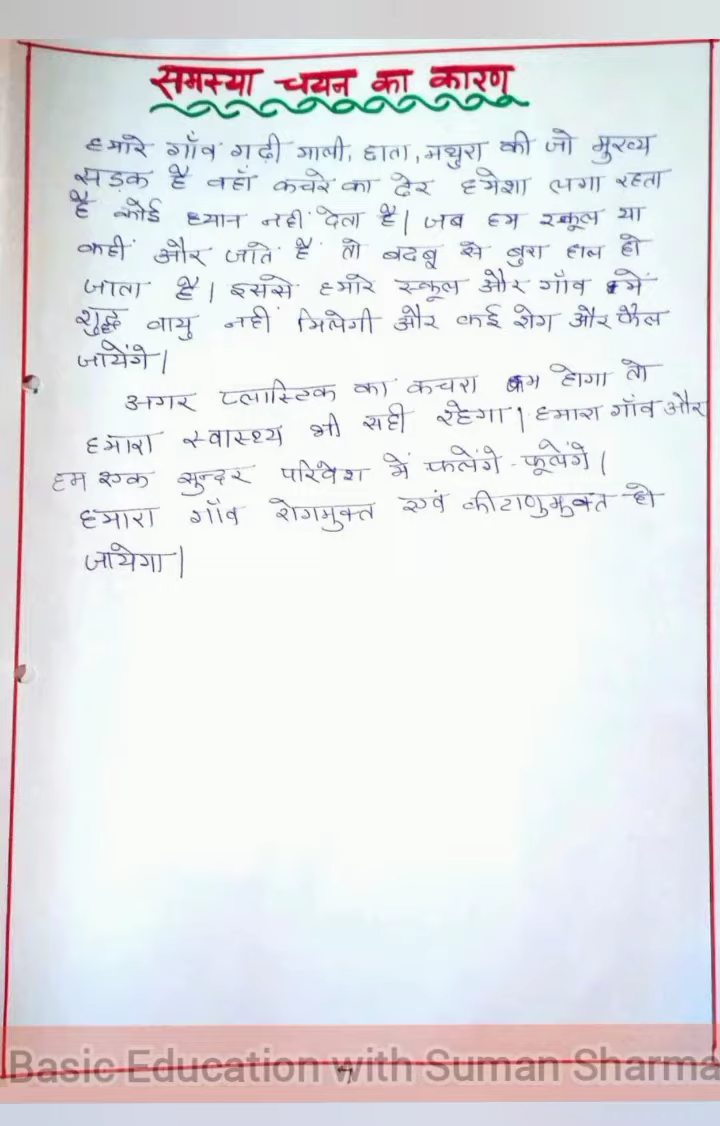 समस्या चयन का कारण
हमारे गाँव गढ़ी माली, छाता, मथुरा की जो मुख्य
सड़क है वहाँ कचरे का ढेर हमेशा लगा रहता
है कोई ध्यान नहीं देता है। जब हम स्कूल या
कहीं और जाते हैं तो बदबू से बुरा हाल हो
जाता है। इससे हमारे स्कूल और गाँव में
शुद्ध वायु नहीं मिलेगी और कई रोग और फैल
जायेंगे।
अगर प्लास्टिक का कचरा कम होगा तो
हमारा स्वास्थ्य भी सही रहेगा। हमारा गाँव और
हम एक सुन्दर परिवेश में फलेंगे-फूलेंगे।
हमारा गाँव रोगमुक्त एवं कीटाणुमुक्त हो
जायेगा।
Basic Education with Suman Sharma
7